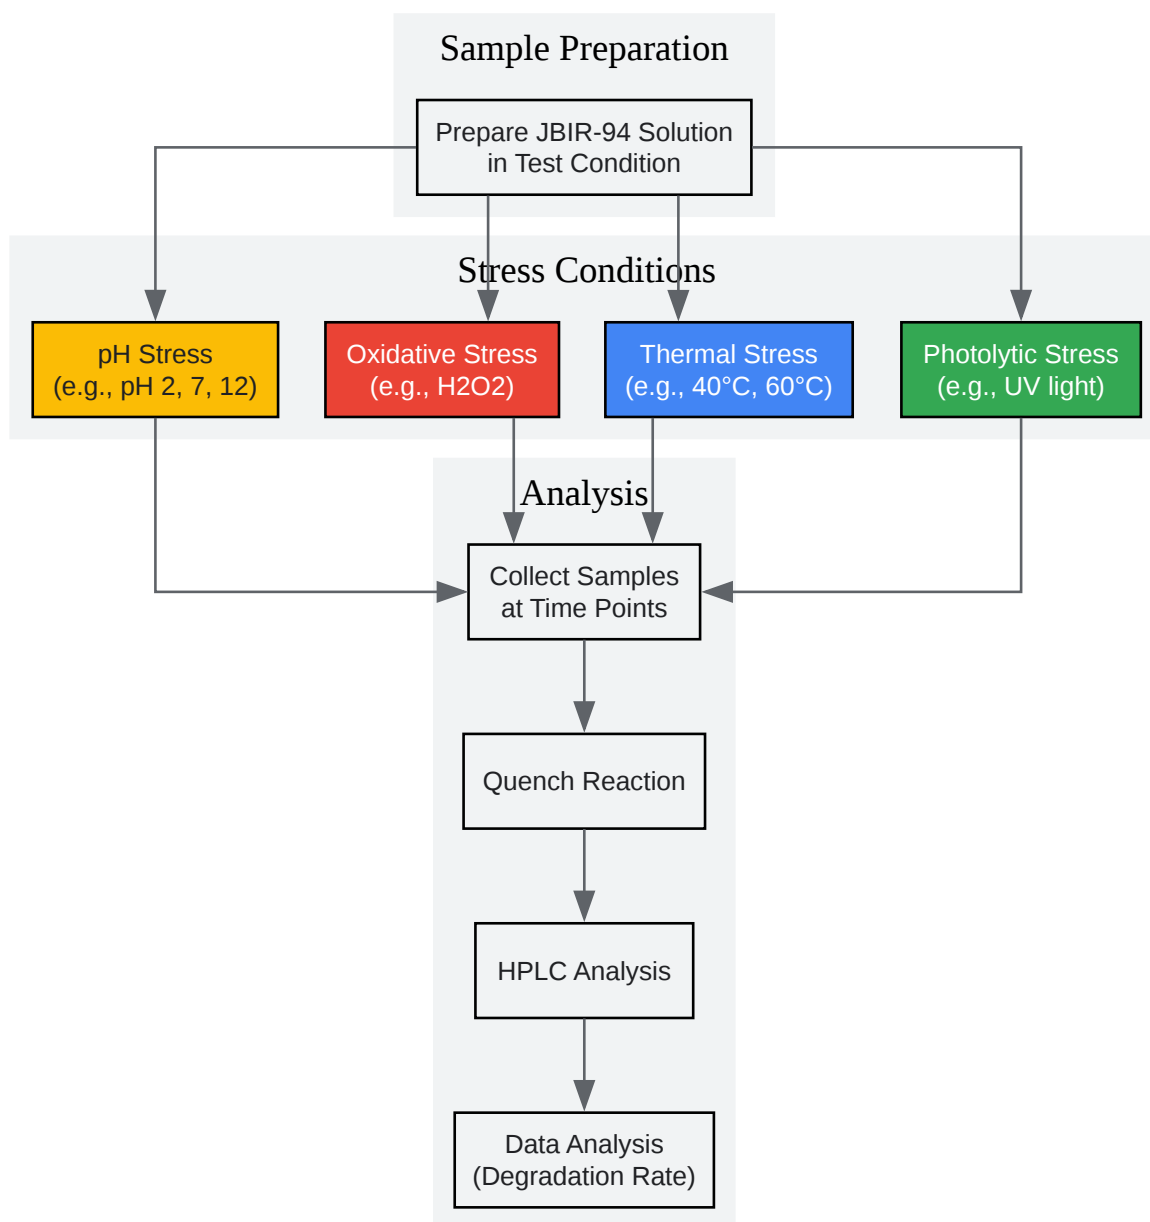 Sample Preparation
Prepare JBIR-94 Solution
in Test Condition
Stress Conditions
pH Stress
(e.g., pH 2, 7, 12)
Oxidative Stress
(e.g., H2O2)
Thermal Stress
(e.g., 40°C, 60°C)
Photolytic Stress
(e.g., UV light)
Analysis
Collect Samples
at Time Points
Quench Reaction
HPLC Analysis
Data Analysis
(Degradation Rate)